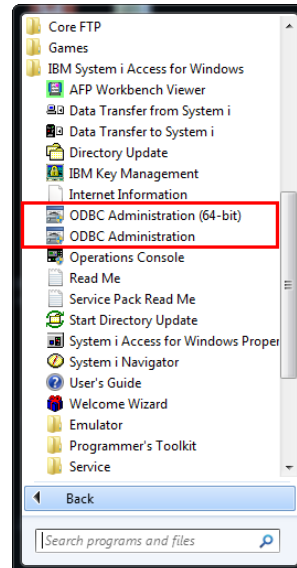 Core FTP
Games
IBM System i Access for Windows
AFP Workbench Viewer
Data Transfer from System i
Data Transfer to System i
Directory Update
IBM Key Management
Internet Information
ODBC Administration (64-bit)
ODBC Administration
Operations Console
Read Me
Service Pack Read Me
Start Directory Update
System i Access for Windows Proper
System i Navigator
User's Guide
Welcome Wizard
Emulator
Programmer's Toolkit
Service
Back
Search programs and files